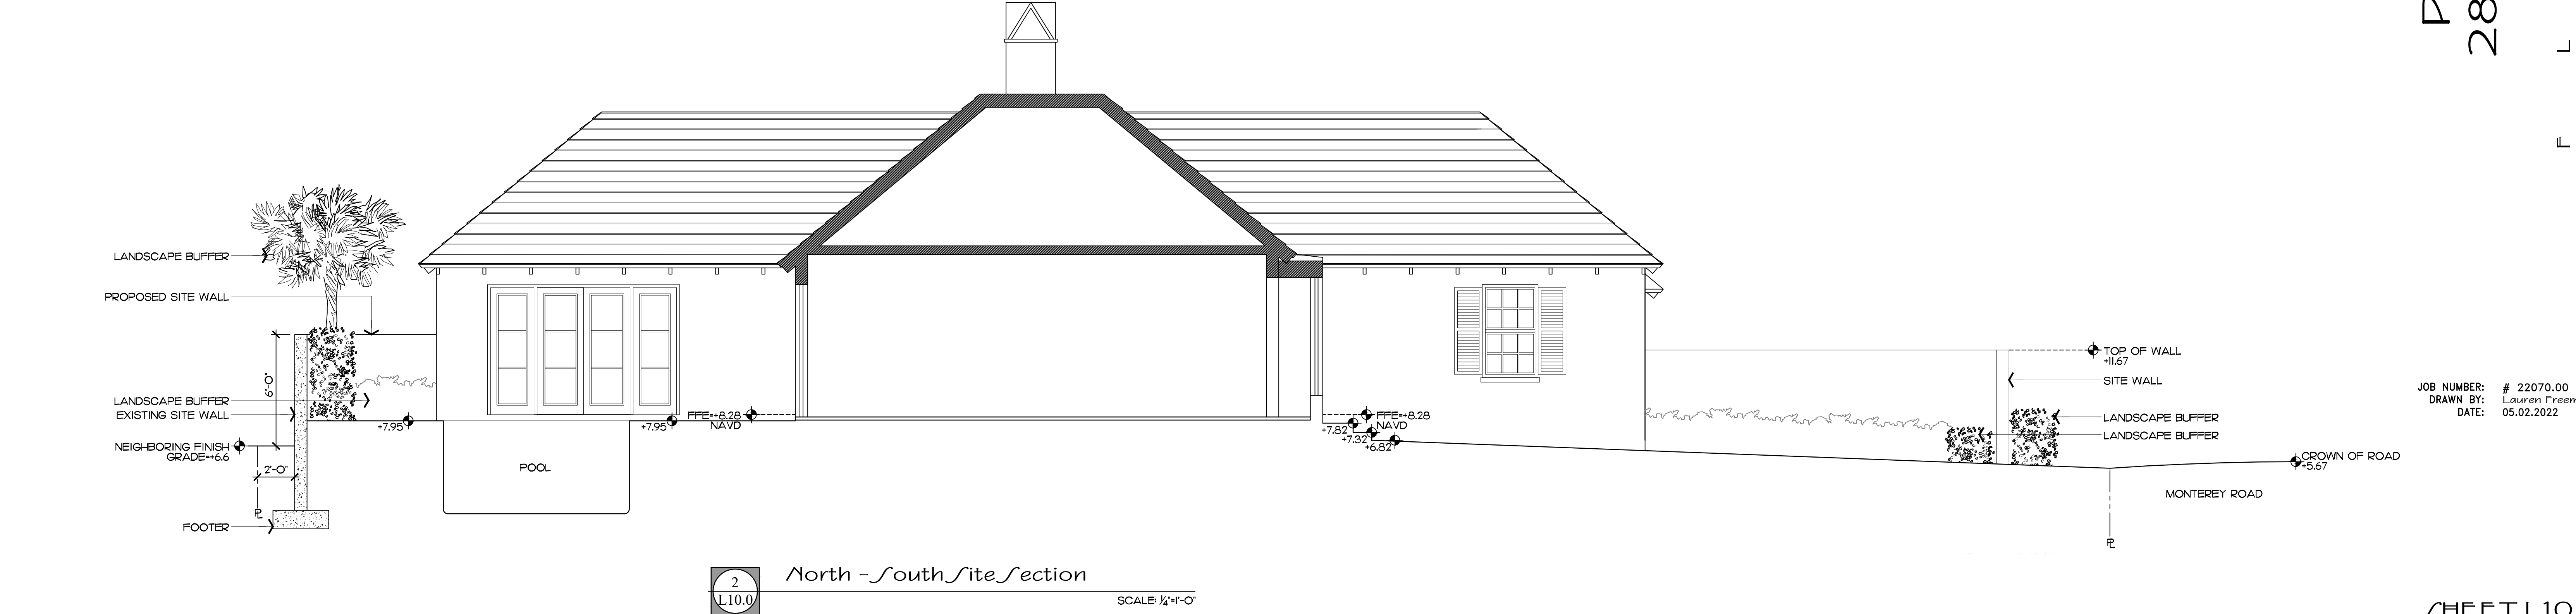 LANDSCAPE BUFFER
PROPOSED SITE WALL
6'-0"
LANDSCAPE BUFFER
EXISTING SITE WALL
NEIGHBORING FINISH
GRADE=+6.6
2'-0"
PL
FOOTER
+7.95
POOL
+7.95
FFE=+8.28
NAVD
FFE=+8.28
NAVD
+7.82
+7.32
+6.82
TOP OF WALL
+11.67
SITE WALL
LANDSCAPE BUFFER
LANDSCAPE BUFFER
CROWN OF ROAD
+5.67
MONTEREY ROAD
PL
2
L10.0
North - South Site Section
SCALE: 1/4"=1'-0"
P
28
L
F
JOB NUMBER: # 22070.00
DRAWN BY: Lauren
DATE: 05.02.2022
SHEET L10